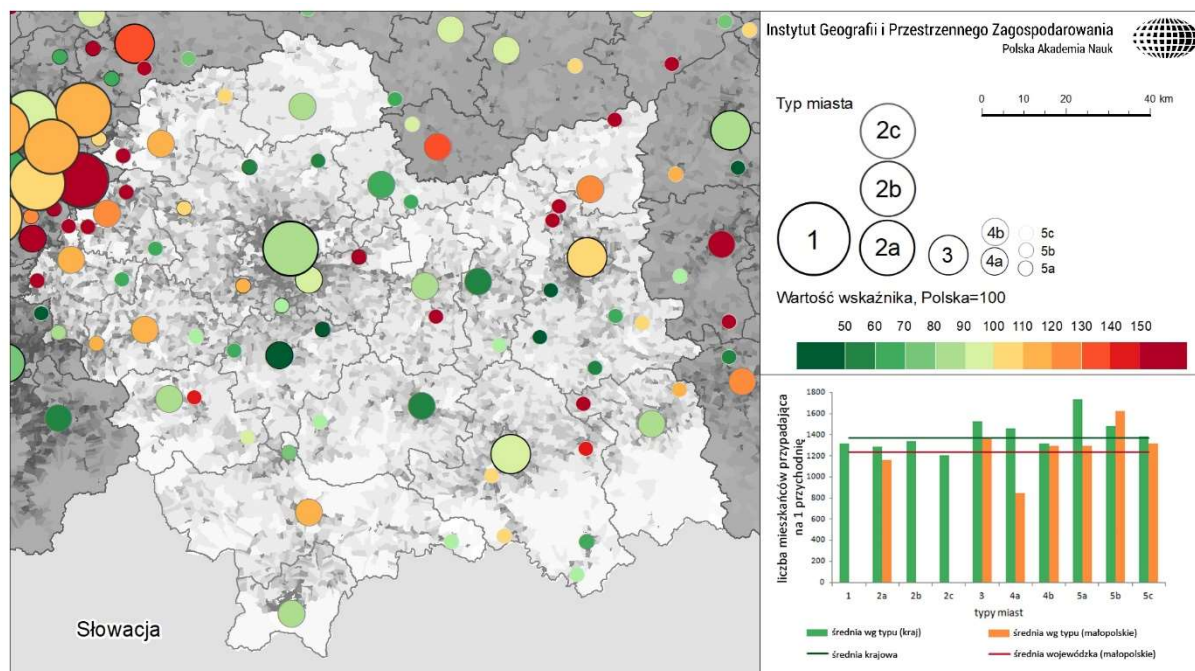 Instytut Geografii i Przestrzennego Zagospodarowania
Polska Akademia Nauk
Typ miasta
0 10 20 40 km
2c
2b
1
2a
3
4b
4a
5c
5b
5a
Wartość wskaźnika, Polska=100
50 60 70 80 90 100 110 120 130 140 150
Słowacja
liczba mieszkańców przypadająca
na 1 przychodnię
1800
1600
1400
1200
1000
800
600
400
200
0
1 2a 2b 2c 3 4a 4b 5a 5b 5c
typy miast
średnia wg typu (kraj)
średnia wg typu (małopolskie)
średnia krajowa
średnia wojewódzka (małopolskie)